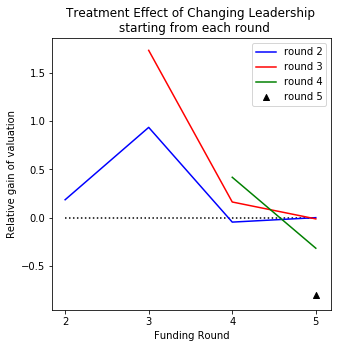 Treatment Effect of Changing Leadership
starting from each round
round 2
round 3
round 4
round 5
Relative gain of valuation
1.5
1.0
0.5
0.0
−0.5
2
3
4
5
Funding Round